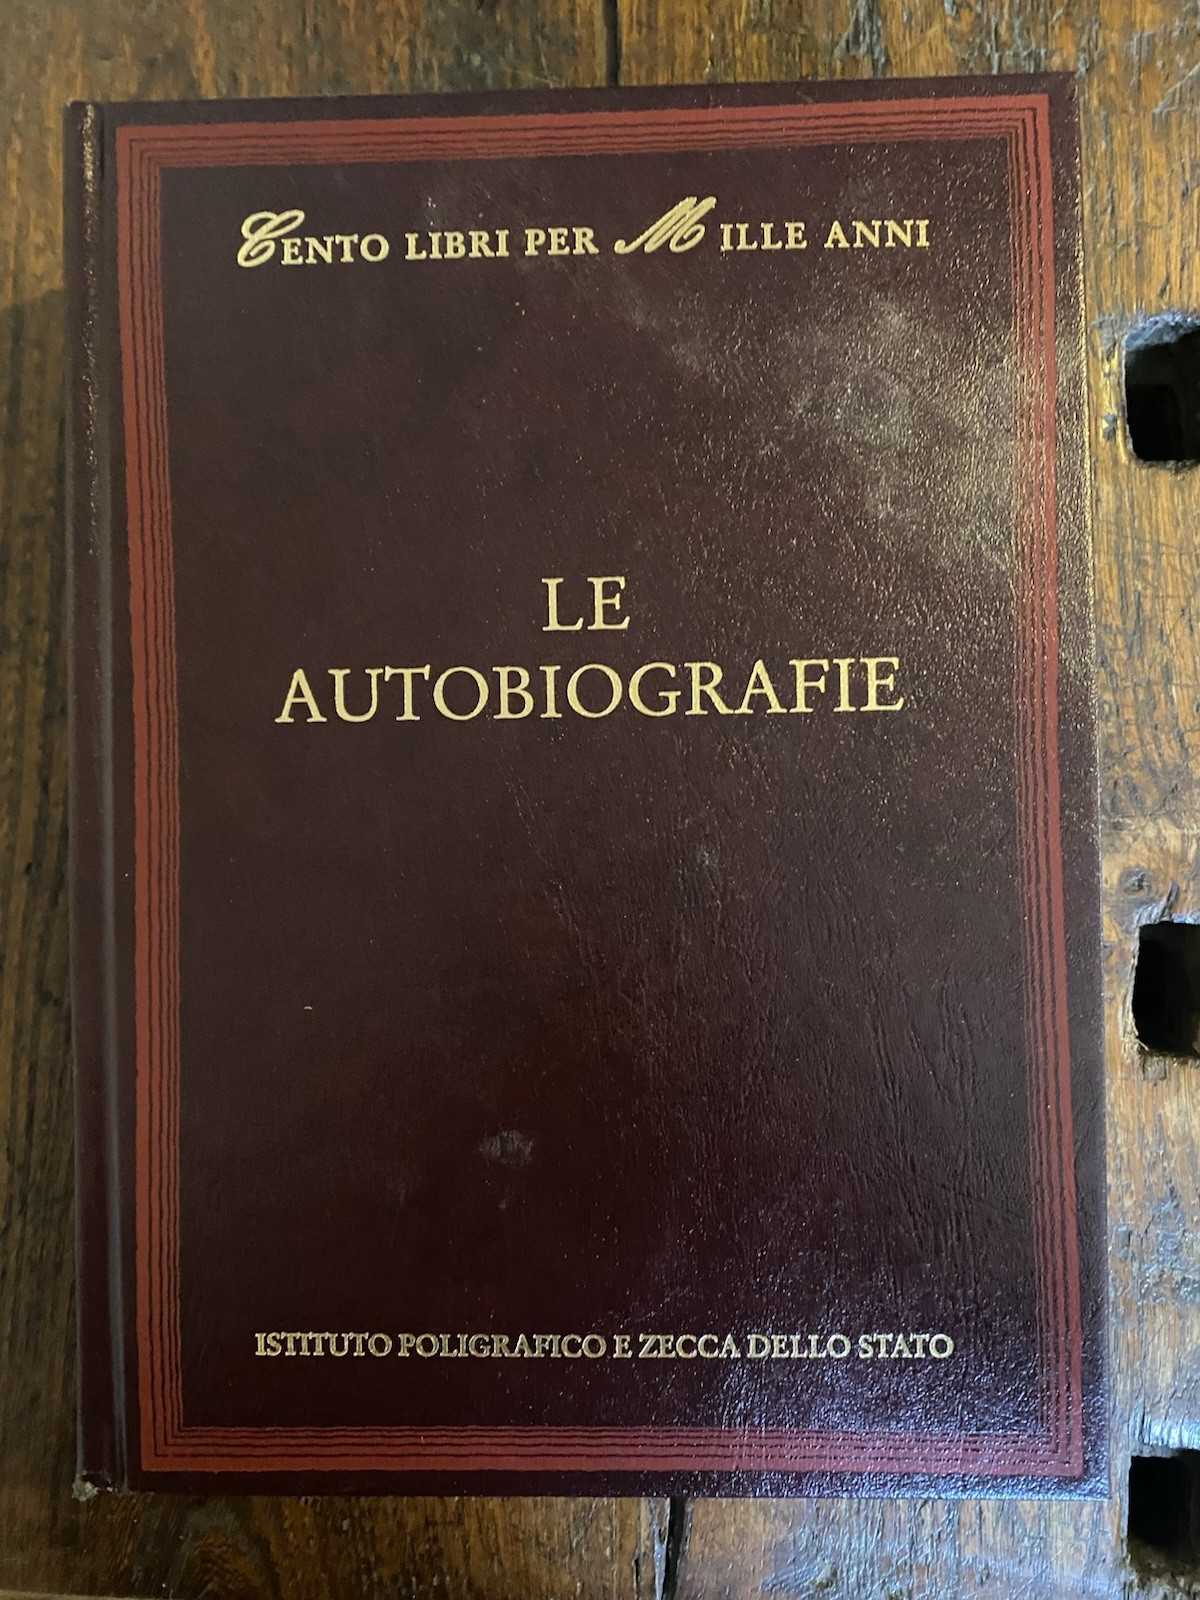 CENTO LIBRI PER MILLE ANNI
LE
AUTOBIOGRAFIE
ISTITUTO POLIGRAFICO E ZECCA DELLO STATO